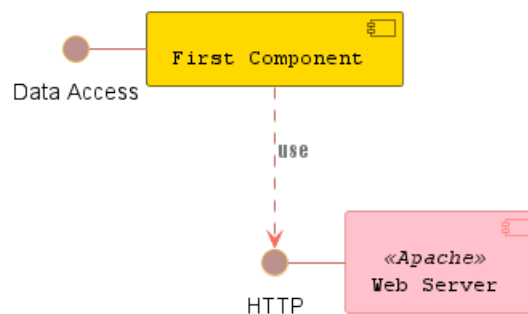 First Component
Data Access
use
«Apache»
Web Server
HTTP